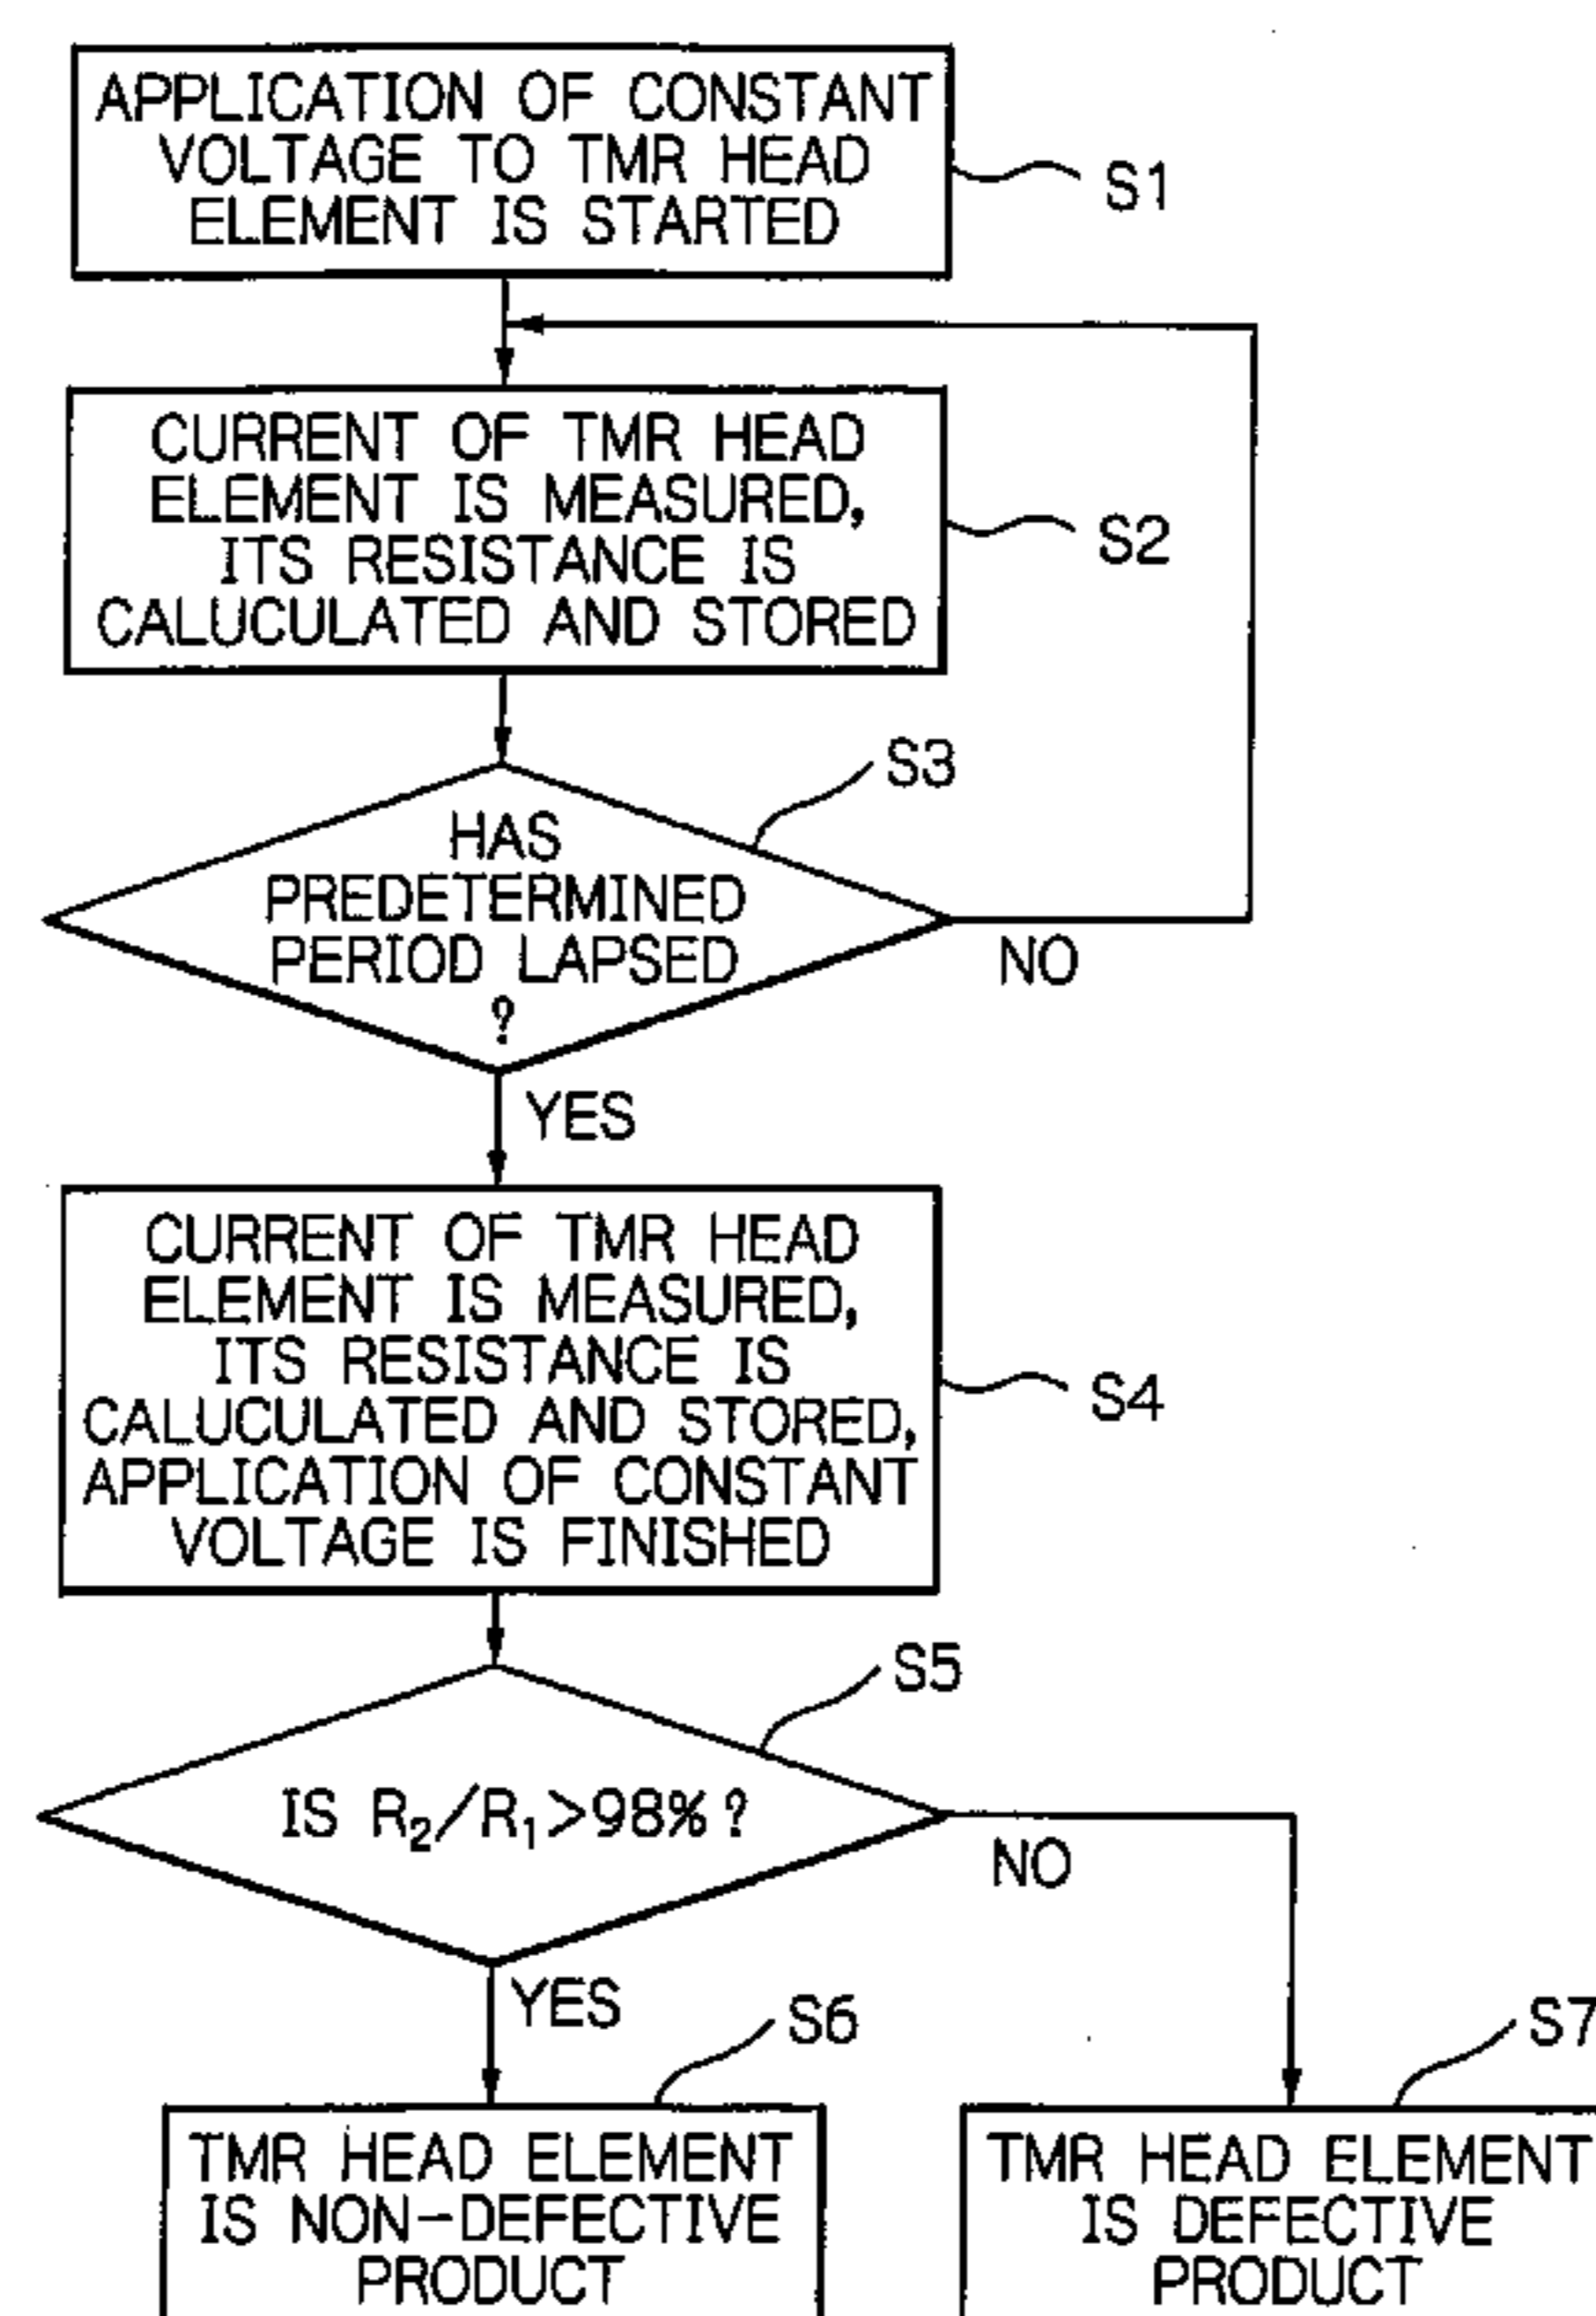 APPLICATION OF CONSTANT
VOLTAGE TO TMR HEAD
ELEMENT IS STARTED
S1
CURRENT OF TMR HEAD
ELEMENT IS MEASURED,
ITS RESISTANCE IS
CALUCULATED AND STORED
S2
S3
HAS
PREDETERMINED
PERIOD LAPSED
?
NO
YES
CURRENT OF TMR HEAD
ELEMENT IS MEASURED,
ITS RESISTANCE IS
CALUCULATED AND STORED,
APPLICATION OF CONSTANT
VOLTAGE IS FINISHED
S4
S5
IS R₂/R₁>98%?
NO
YES
S6
S7
TMR HEAD ELEMENT
IS NON-DEFECTIVE
PRODUCT
TMR HEAD ELEMENT
IS DEFECTIVE
PRODUCT